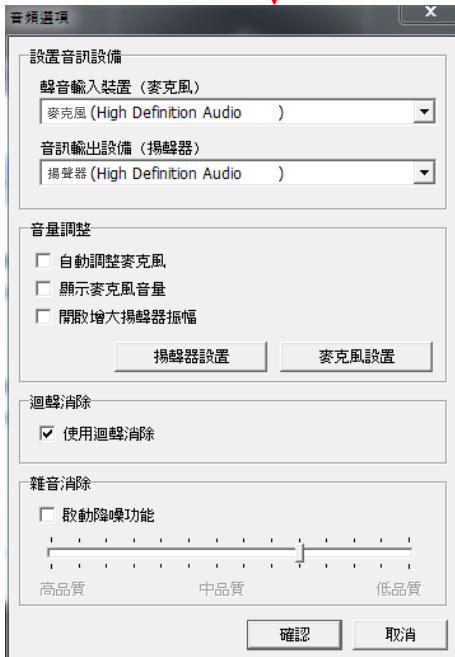 音頻選項
X
設置音訊設備
聲音輸入裝置（麥克風）
麥克風 (High Definition Audio )
音訊輸出設備（揚聲器）
揚聲器 (High Definition Audio )
音量調整
自動調整麥克風
顯示麥克風音量
開啟增大揚聲器振幅
揚聲器設置 麥克風設置
迴聲消除
使用迴聲消除
雜音消除
啟動降噪功能
高品質 中品質 低品質
確認 取消